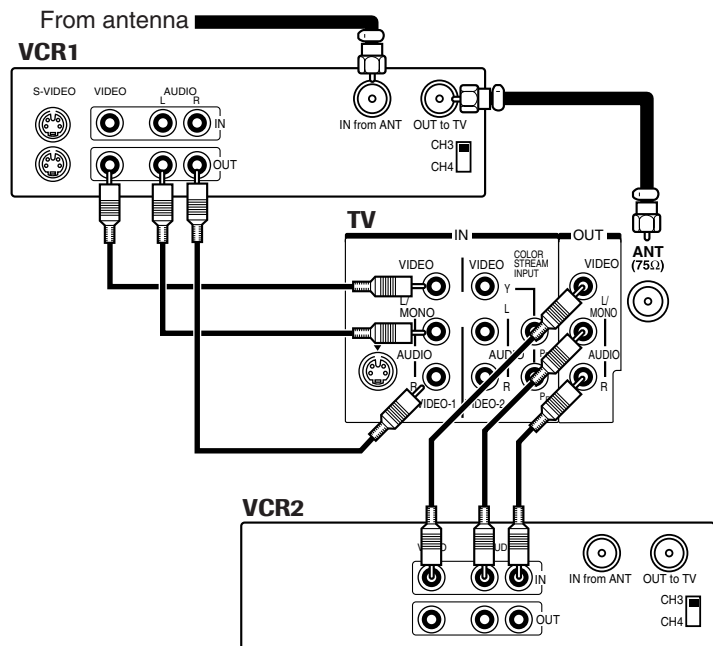 From antenna
VCR1
S-VIDEO VIDEO AUDIO
L R
IN
IN from ANT OUT to TV
OUT
CH3
CH4
TV
IN OUT
ANT
(75Ω)
VIDEO VIDEO COLOR STREAM INPUT VIDEO
Y
L/ MONO L L/ MONO
AUDIO AUDIO AUDIO
R R R
VIDEO-1
VCR2
IN
IN from ANT OUT to TV
OUT
CH3
CH4